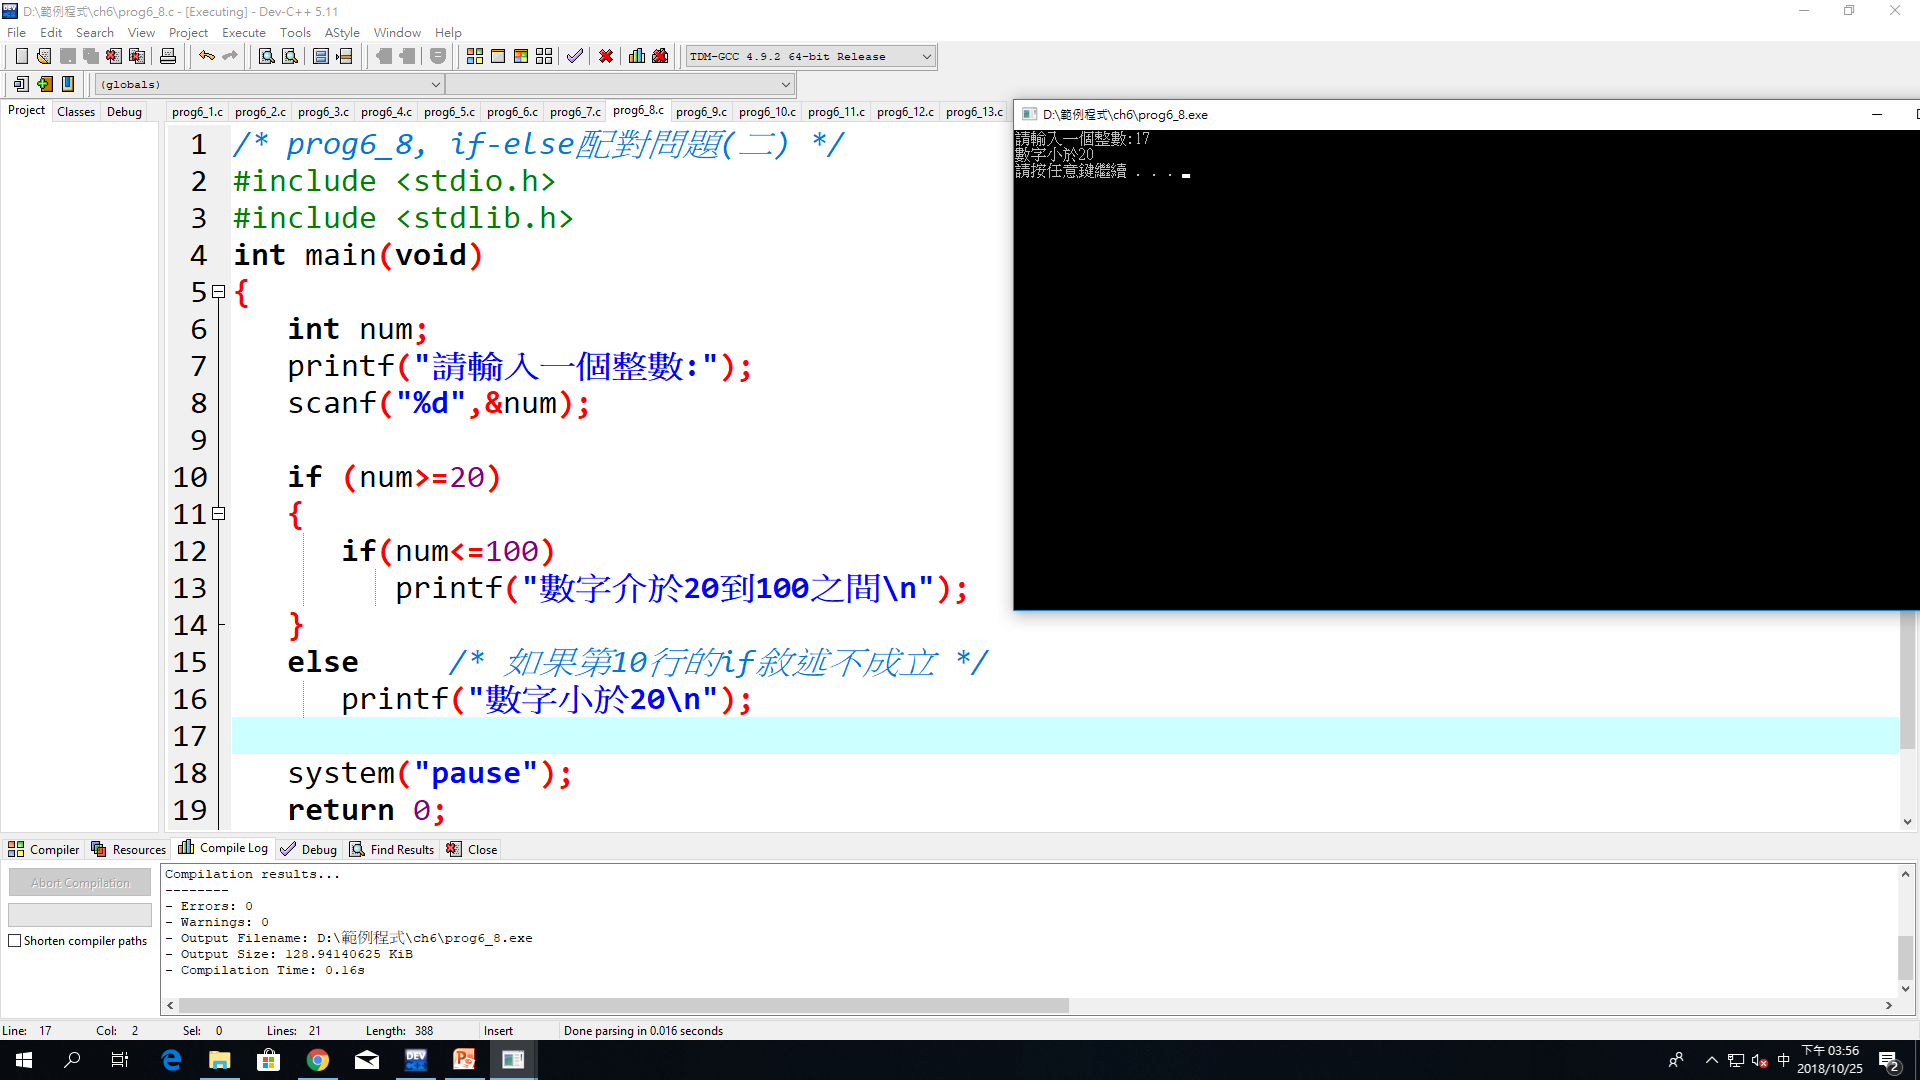 D:\範例程式\ch6\prog6_8.c - [Executing] - Dev-C++ 5.11
File Edit Search View Project Execute Tools AStyle Window Help
TDM-GCC 4.9.2 64-bit Release
(globals)
Project Classes Debug prog6_1.c prog6_2.c prog6_3.c prog6_4.c prog6_5.c prog6_6.c prog6_7.c prog6_8.c prog6_9.c prog6_10.c prog6_11.c prog6_12.c prog6_13.c
1 /* prog6_8, if-else配對問題(二) */
2 #include <stdio.h>
3 #include <stdlib.h>
4 int main(void)
5 {
6 int num;
7 printf("請輸入一個整數:");
8 scanf("%d",&num);
9
10 if (num>=20)
11 {
12 if(num<=100)
13 printf("數字介於20到100之間\n");
14 }
15 else /* 如果第10行的if敘述不成立 */
16 printf("數字小於20\n");
17
18 system("pause");
19 return 0;
D:\範例程式\ch6\prog6_8.exe
請輸入一個整數:17
數字小於20
請按任意鍵繼續 . . .
Compiler Resources Compile Log Debug Find Results Close
Abort Compilation
Shorten compiler paths
Compilation results...
--------
- Errors: 0
- Warnings: 0
- Output Filename: D:\範例程式\ch6\prog6_8.exe
- Output Size: 128.94140625 KiB
- Compilation Time: 0.16s
Line: 17 Col: 2 Sel: 0 Lines: 21 Length: 388 Insert Done parsing in 0.016 seconds
DEV
中
下午 03:56
2018/10/25
2